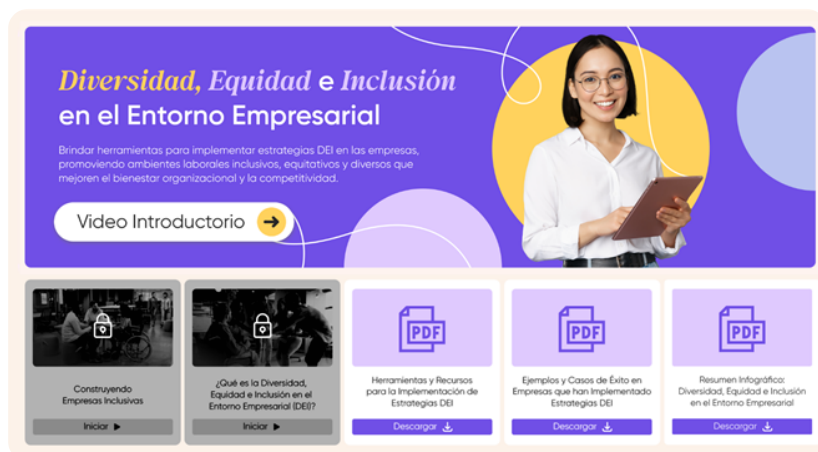 Diversidad, Equidad e Inclusión
en el Entorno Empresarial
Brindar herramientas para implementar estrategias DEI en las empresas,
promoviendo ambientes laborales inclusivos, equitativos y diversos que
mejoren el bienestar organizacional y la competitividad.
Video Introductorio
Construyendo
Empresas Inclusivas
Iniciar
¿Qué es la Diversidad,
Equidad e Inclusión en el
Entorno Empresarial (DEI)?
Iniciar
PDF
Herramientas y Recursos
para la Implementación de
Estrategias DEI
Descargar
PDF
Ejemplos y Casos de Éxito en
Empresas que han Implementado
Estrategias DEI
Descargar
PDF
Resumen Infográfico:
Diversidad, Equidad e Inclusión
en el Entorno Empresarial
Descargar